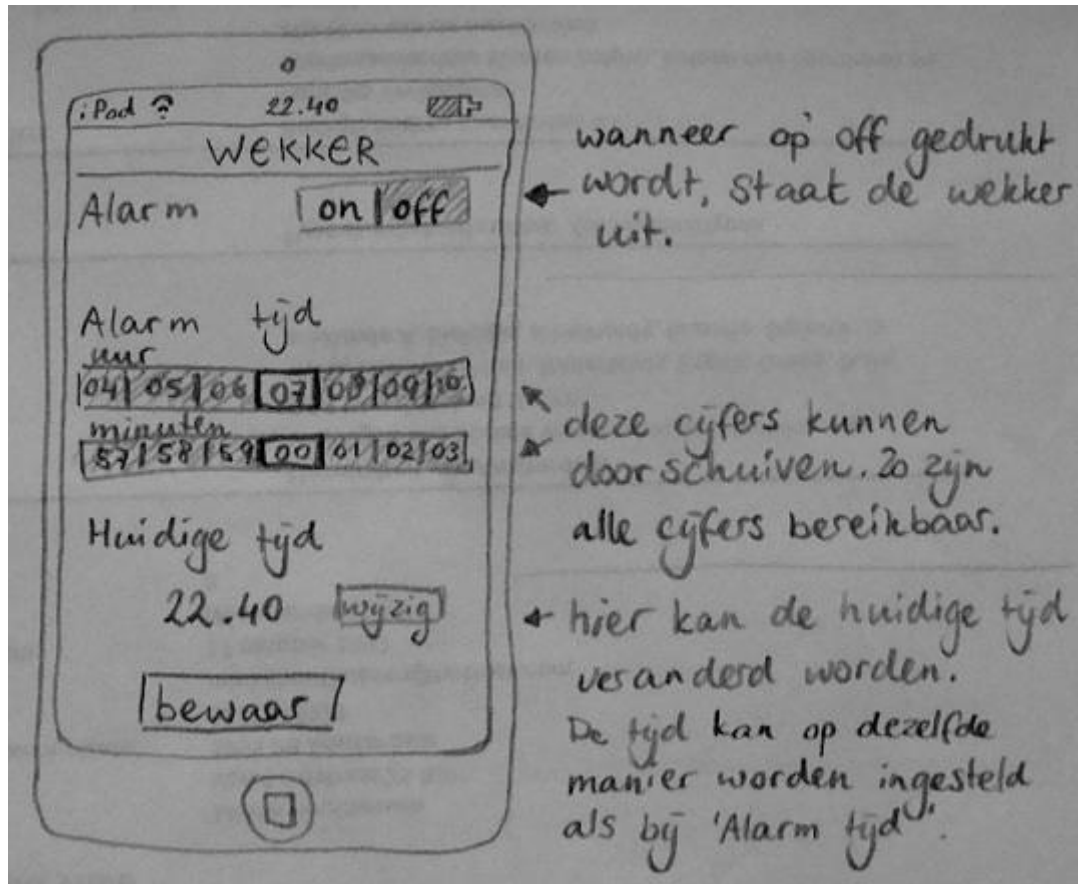 iPod 22.40
WEKKER
Alarm on off
Alarm tijd
uur
04 05 06 07 08 09 10
minuten
57 58 59 00 01 02 03
Huidige tijd
22.40 wijzig
bewaar
wanneer op off gedrukt
wordt, staat de wekker
uit.
deze cijfers kunnen
doorschuiven. Zo zijn
alle cijfers bereikbaar.
hier kan de huidige tijd
veranderd worden.
De tijd kan op dezelfde
manier worden ingesteld
als bij 'Alarm tijd'.